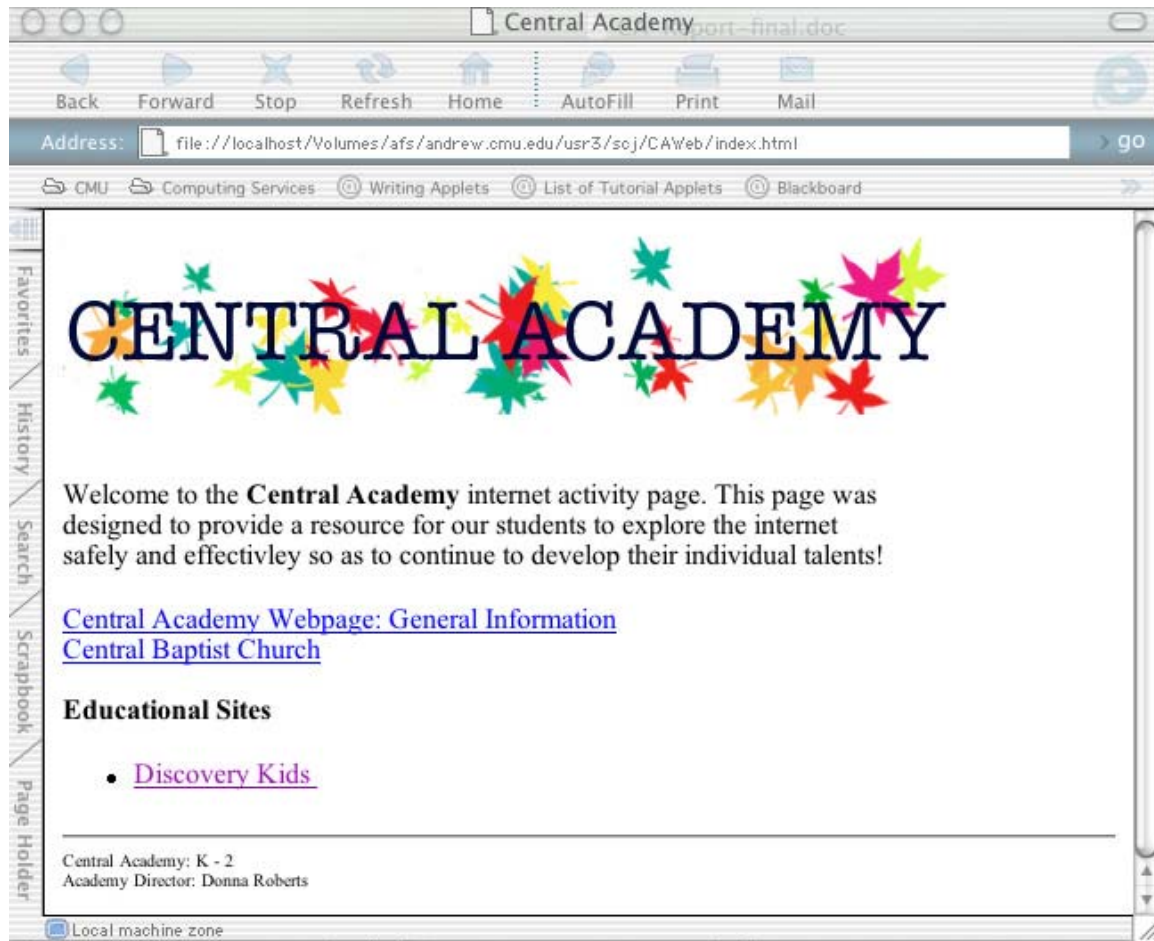 Central Academy
port-final.doc
Back Forward Stop Refresh Home AutoFill Print Mail
Address: file://localhost/Volumes/afs/andrew.cmu.edu/usr3/scj/CAWeb/index.html go
CMU Computing Services Writing Applets List of Tutorial Applets Blackboard
Favorites
History
Search
Scrapbook
Page Holder
CENTRAL ACADEMY
Welcome to the Central Academy internet activity page. This page was
designed to provide a resource for our students to explore the internet
safely and effectivley so as to continue to develop their individual talents!
Central Academy Webpage: General Information
Central Baptist Church
Educational Sites
• Discovery Kids
Central Academy: K - 2
Academy Director: Donna Roberts
Local machine zone